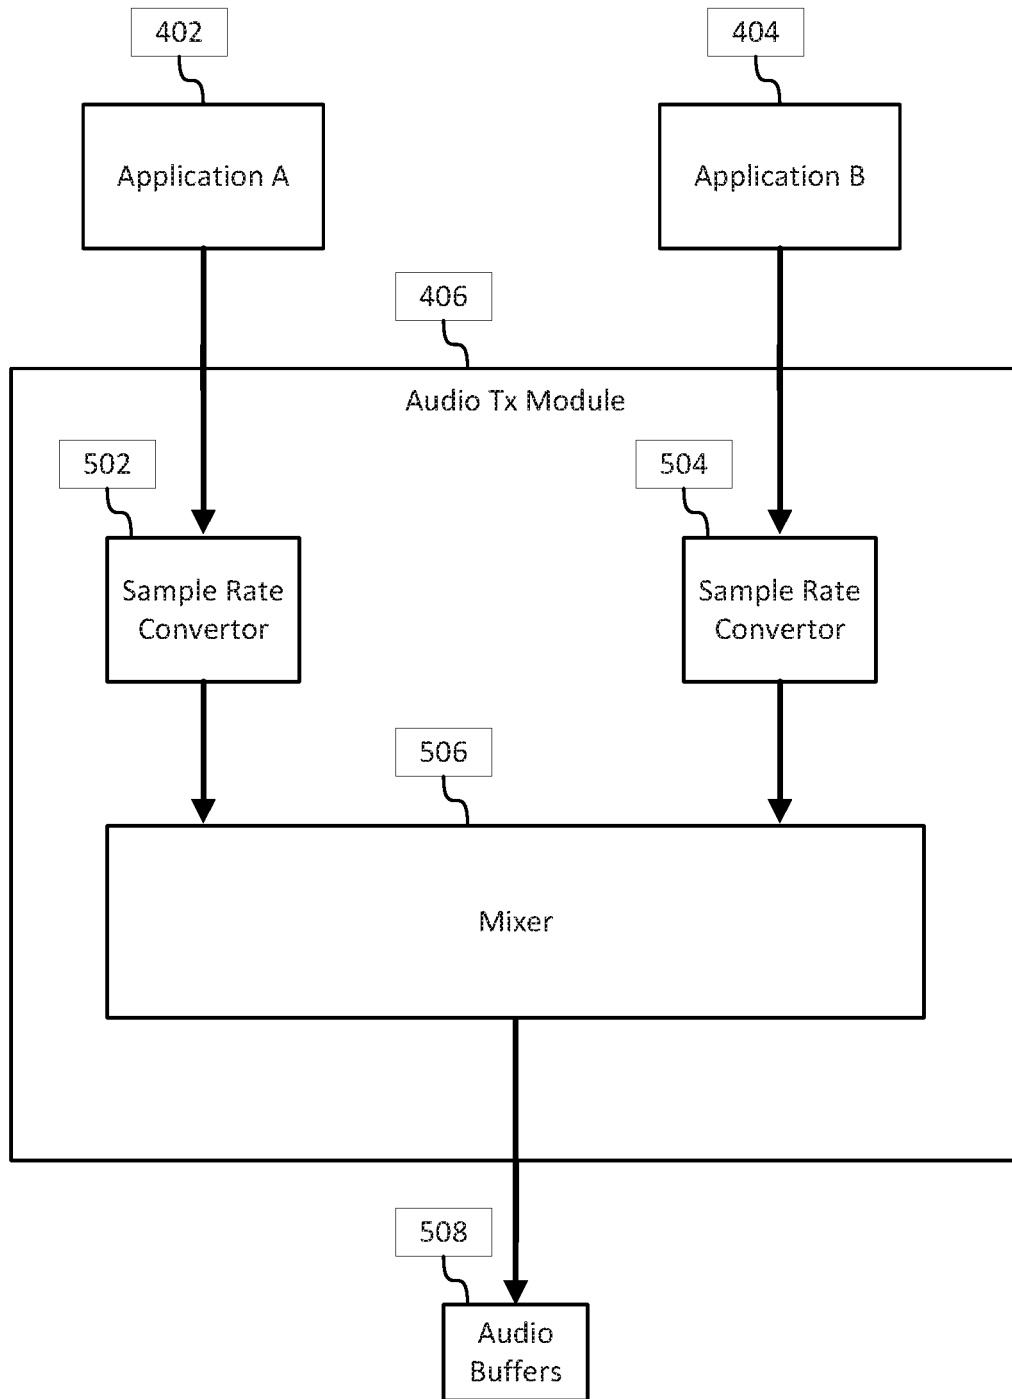 402
404
Application A
Application B
406
Audio Tx Module
502
504
Sample Rate
Convertor
Sample Rate
Convertor
506
Mixer
508
Audio
Buffers